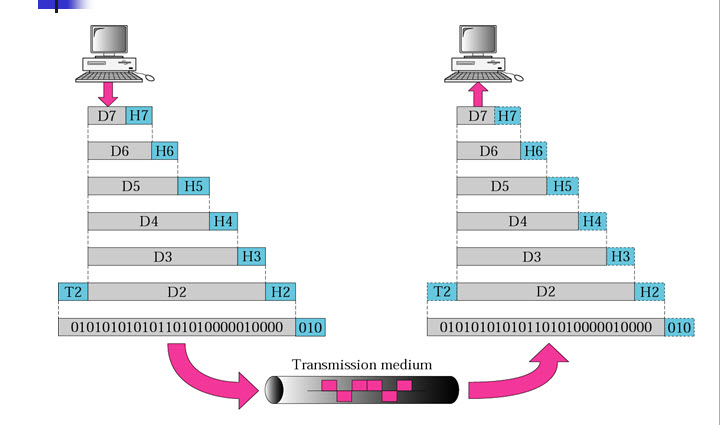 D7 H7
D6 H6
D5 H5
D4 H4
D3 H3
T2 D2 H2
010101010101101010000010000 010
D7 H7
D6 H6
D5 H5
D4 H4
D3 H3
T2 D2 H2
010101010101101010000010000 010
Transmission medium